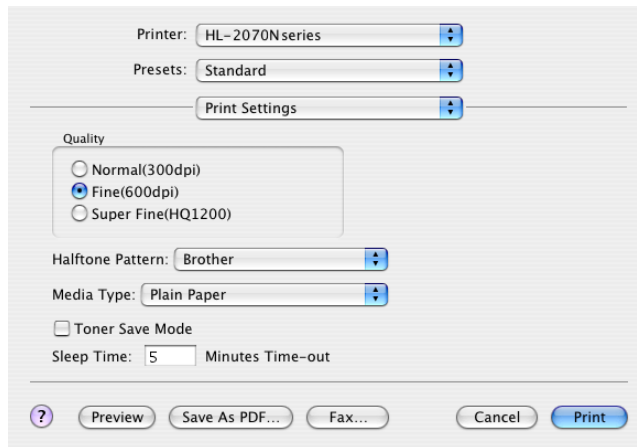 Printer: HL-2070N series
Presets: Standard
Print Settings
Quality
Normal(300dpi)
Fine(600dpi)
Super Fine(HQ1200)
Halftone Pattern: Brother
Media Type: Plain Paper
Toner Save Mode
Sleep Time: 5 Minutes Time-out
? Preview Save As PDF... Fax... Cancel Print